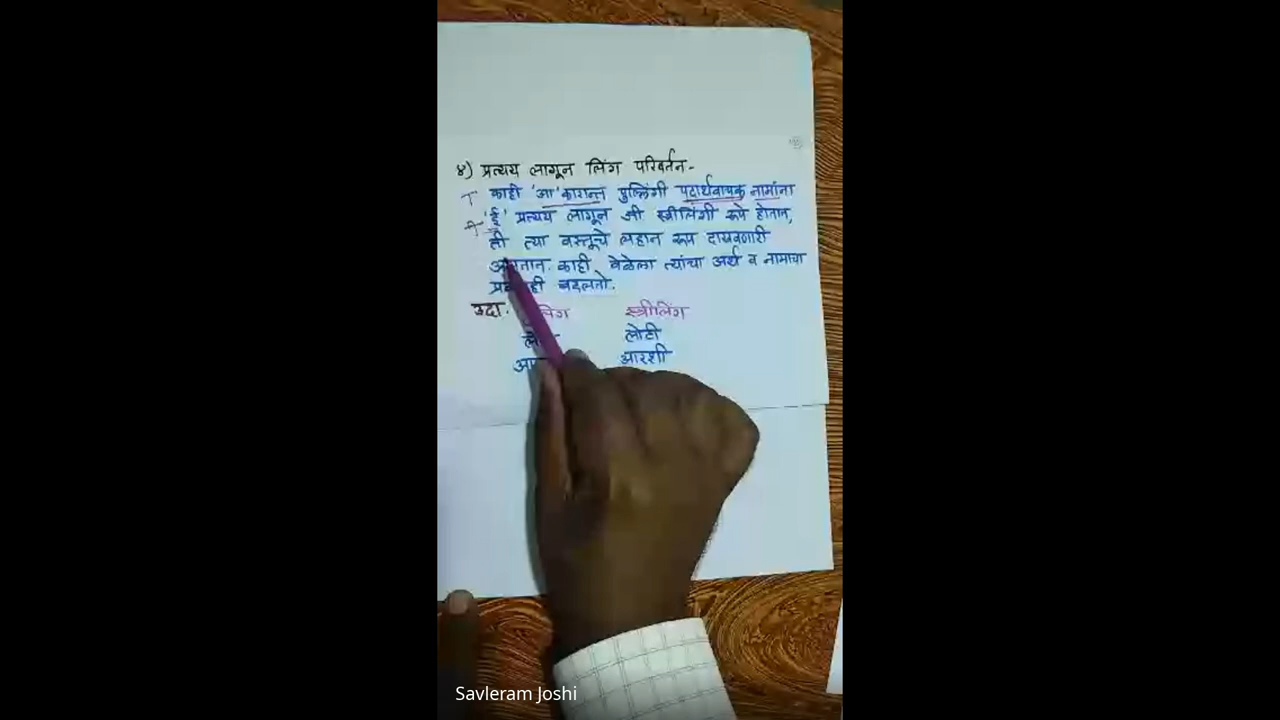 ४) प्रत्यय लागून लिंग परिवर्तन-
काही 'आ'कारान्त पुल्लिंगी पदार्थवाचक नामांना
'ई' प्रत्यय लागून जी स्त्रीलिंगी रूपे होतात,
ती त्या वस्तूचे लहान रूप दाखवणारी
काही वेळेला त्यांचा अर्थ व नामाचा
बदलतो.
उदा. स्त्रीलिंग
लोटी
आरशी
Savleram Joshi